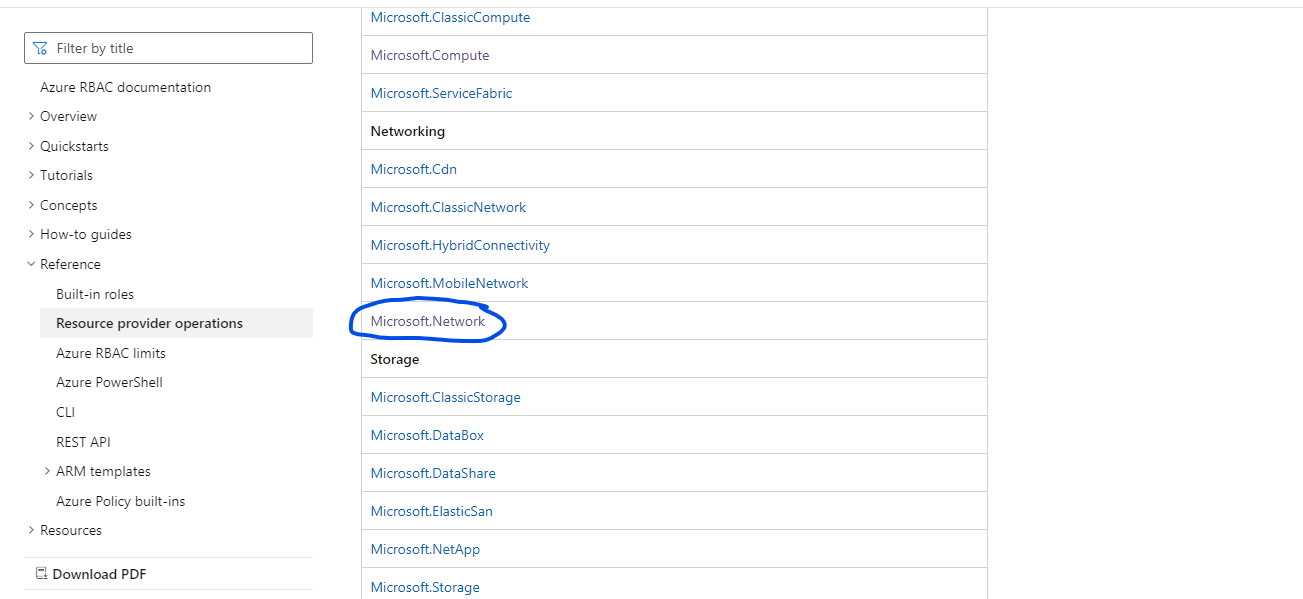 Filter by title
Azure RBAC documentation
Overview
Quickstarts
Tutorials
Concepts
How-to guides
Reference
Built-in roles
Resource provider operations
Azure RBAC limits
Azure PowerShell
CLI
REST API
ARM templates
Azure Policy built-ins
Resources
Download PDF
Microsoft.ClassicCompute
Microsoft.Compute
Microsoft.ServiceFabric
Networking
Microsoft.Cdn
Microsoft.ClassicNetwork
Microsoft.HybridConnectivity
Microsoft.MobileNetwork
Microsoft.Network
Storage
Microsoft.ClassicStorage
Microsoft.DataBox
Microsoft.DataShare
Microsoft.ElasticSan
Microsoft.NetApp
Microsoft.Storage